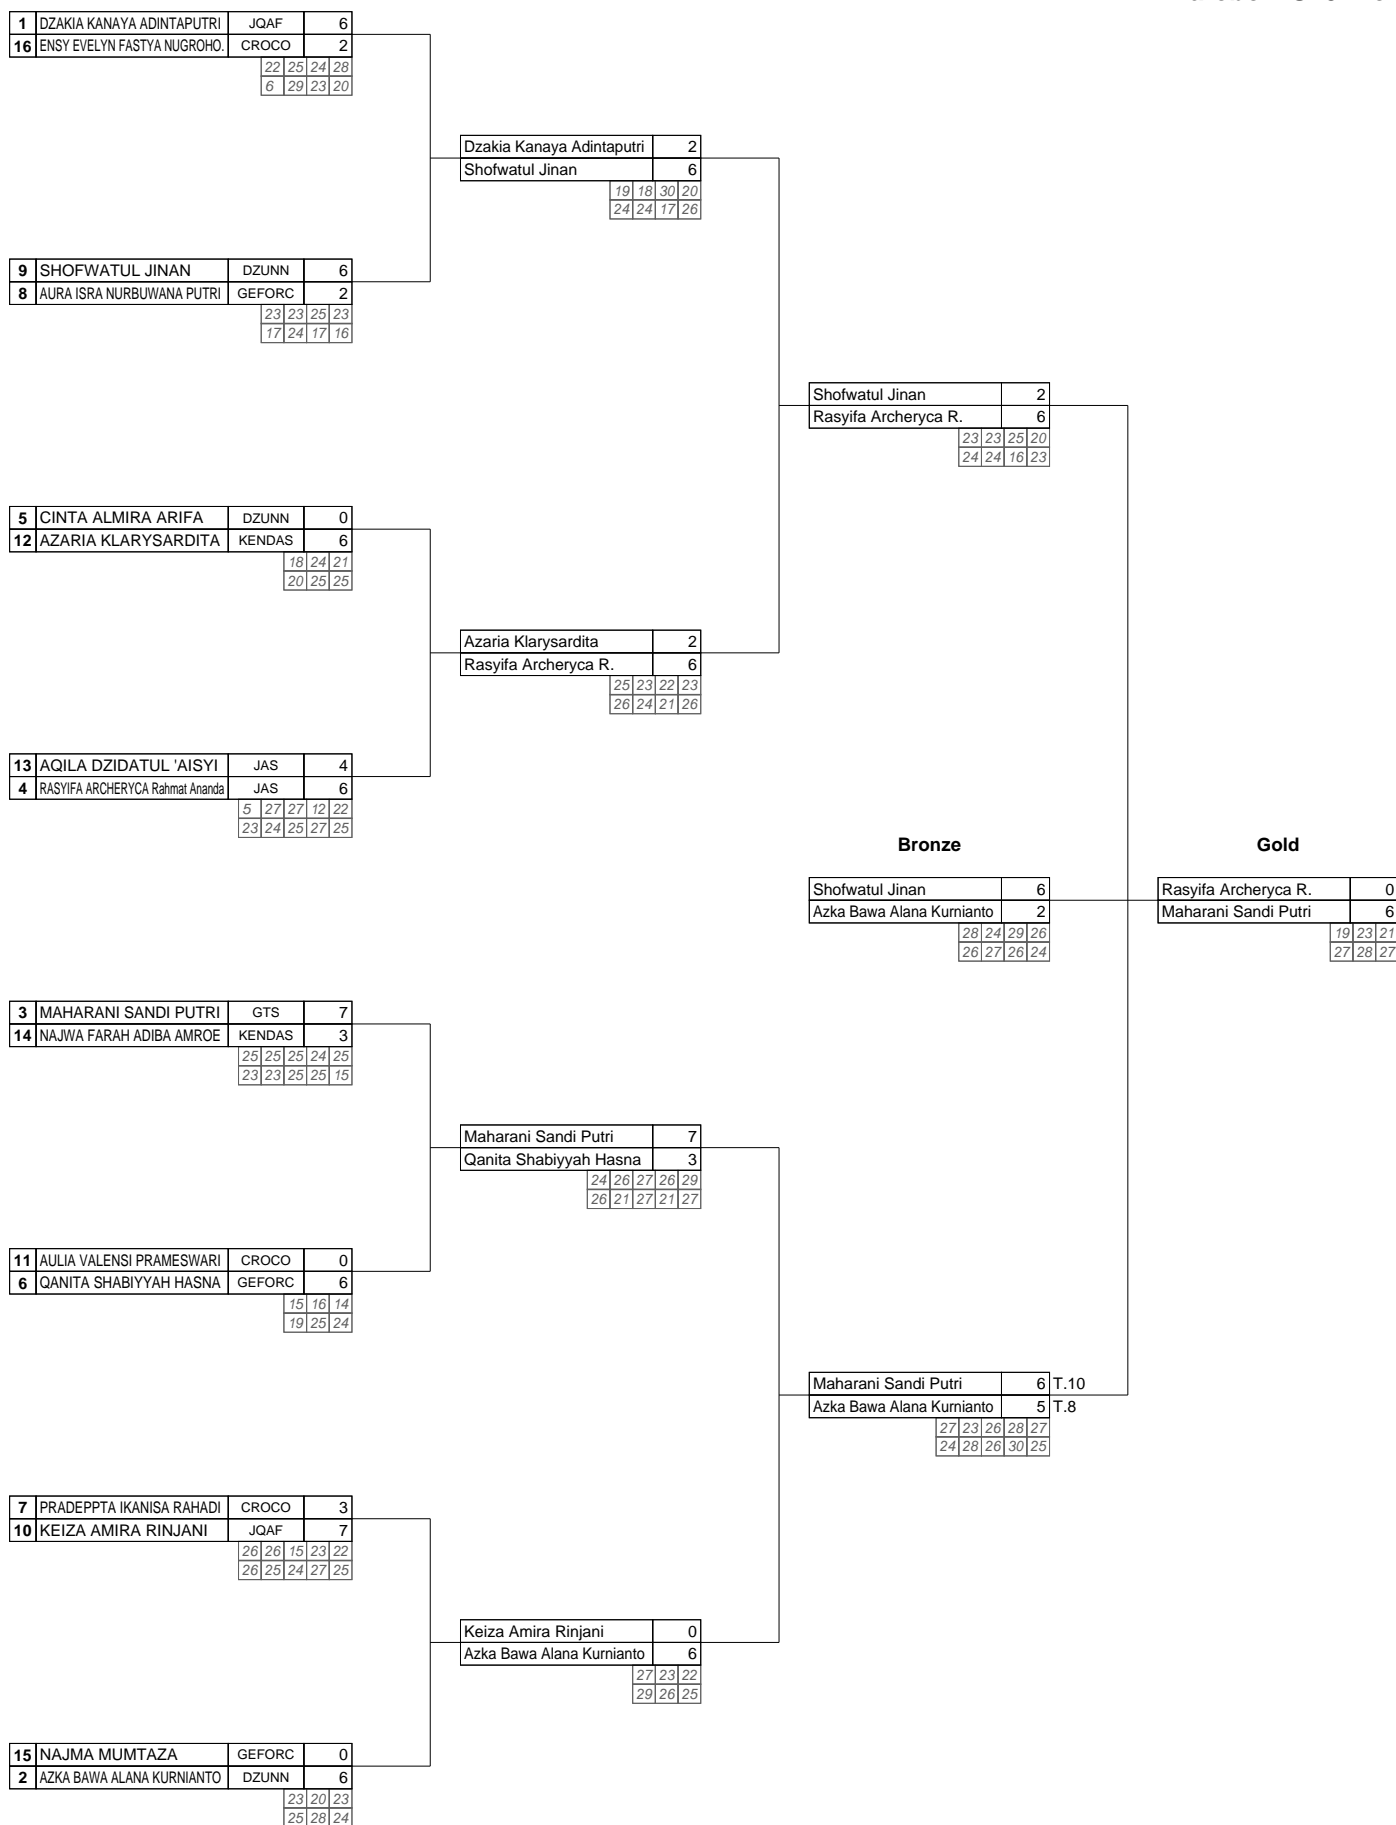 1 DZAKIA KANAYA ADINTAPUTRI JQAF 6
16 ENSY EVELYN FASTYA NUGROHO. CROCO 2
22 25 24 28
6 29 23 20
Dzakia Kanaya Adintaputri 2
Shofwatul Jinan 6
19 18 30 20
24 24 17 26
9 SHOFWATUL JINAN DZUNN 6
8 AURA ISRA NURBUWANA PUTRI GEFORC 2
23 23 25 23
17 24 17 16
Shofwatul Jinan 2
Rasyifa Archeryca R. 6
23 23 25 20
24 24 16 23
5 CINTA ALMIRA ARIFA DZUNN 0
12 AZARIA KLARYSARDITA KENDAS 6
18 24 21
20 25 25
Azaria Klarysardita 2
Rasyifa Archeryca R. 6
25 23 22 23
26 24 21 26
13 AQILA DZIDATUL 'AISYI JAS 4
4 RASYIFA ARCHERYCA Rahmat Ananda JAS 6
5 27 27 12 22
23 24 25 27 25
Bronze Gold
Shofwatul Jinan 6 Rasyifa Archeryca R. 0
Azka Bawa Alana Kurnianto 2 Maharani Sandi Putri 6
28 24 29 26 19 23 21
26 27 26 24 27 28 27
3 MAHARANI SANDI PUTRI GTS 7
14 NAJWA FARAH ADIBA AMROE KENDAS 3
25 25 25 24 25
23 23 25 25 15
Maharani Sandi Putri 7
Qanita Shabiyyah Hasna 3
24 26 27 26 29
26 21 27 21 27
11 AULIA VALENSI PRAMESWARI CROCO 0
6 QANITA SHABIYYAH HASNA GEFORC 6
15 16 14
19 25 24
Maharani Sandi Putri 6 T.10
Azka Bawa Alana Kurnianto 5 T.8
27 23 26 28 27
24 28 26 30 25
7 PRADEPPTA IKANISA RAHADI CROCO 3
10 KEIZA AMIRA RINJANI JQAF 7
26 26 15 23 22
26 25 24 27 25
Keiza Amira Rinjani 0
Azka Bawa Alana Kurnianto 6
27 23 22
29 26 25
15 NAJMA MUMTAZA GEFORC 0
2 AZKA BAWA ALANA KURNIANTO DZUNN 6
23 20 23
25 28 24